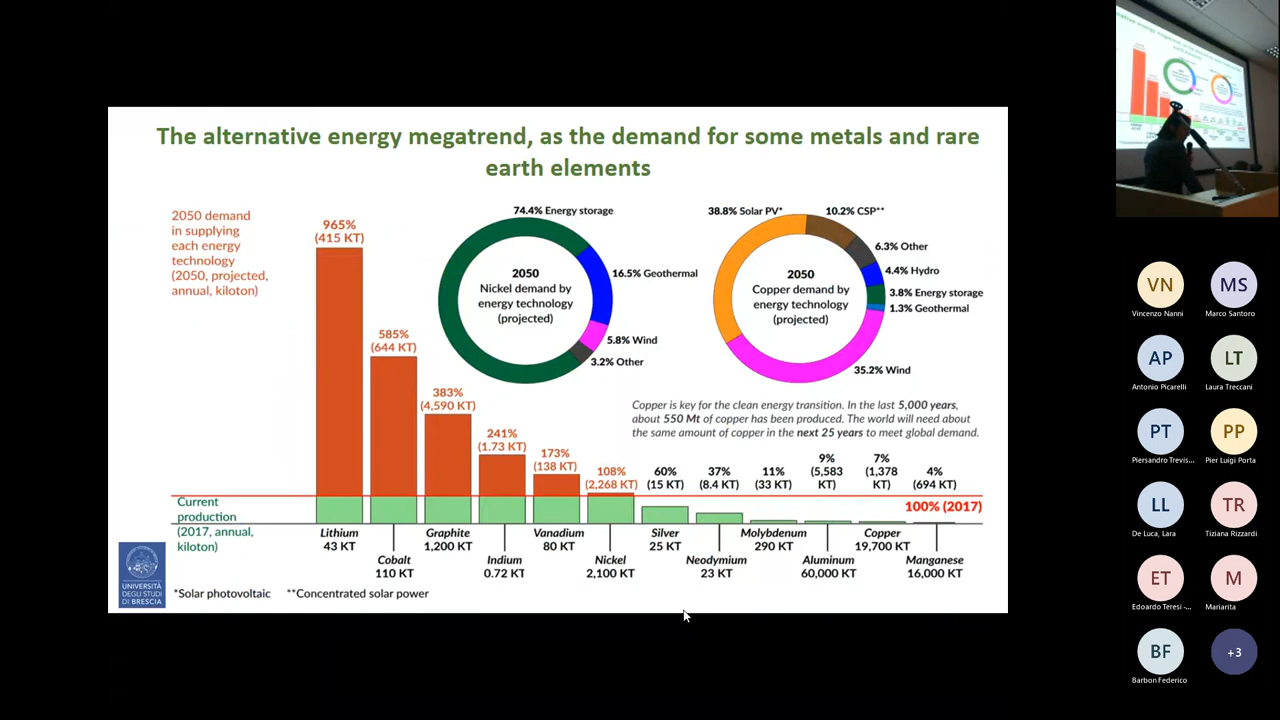 The alternative energy megatrend, as the demand for some metals and rare
earth elements
2050 demand
in supplying
each energy
technology
(2050, projected,
annual, kiloton)
965%
(415 KT)
585%
(644 KT)
383%
(4,590 KT)
241%
(1.73 KT)
173%
(138 KT)
108%
(2,268 KT)
60%
(15 KT)
37%
(8.4 KT)
11%
(33 KT)
9%
(5,583
KT)
7%
(1,378
KT)
4%
(694 KT)
74.4% Energy storage
16.5% Geothermal
5.8% Wind
3.2% Other
2050
Nickel demand by
energy technology
(projected)
38.8% Solar PV*
10.2% CSP**
6.3% Other
4.4% Hydro
3.8% Energy storage
1.3% Geothermal
35.2% Wind
2050
Copper demand by
energy technology
(projected)
Copper is key for the clean energy transition. In the last 5,000 years,
about 550 Mt of copper has been produced. The world will need about
the same amount of copper in the next 25 years to meet global demand.
100% (2017)
Current
production
(2017, annual,
kiloton)
Lithium
43 KT
Cobalt
110 KT
Graphite
1,200 KT
Indium
0.72 KT
Vanadium
80 KT
Nickel
2,100 KT
Silver
25 KT
Neodymium
23 KT
Molybdenum
290 KT
Aluminum
60,000 KT
Copper
19,700 KT
Manganese
16,000 KT
UNIVERSITÀ
DEGLI STUDI
DI BRESCIA
*Solar photovoltaic **Concentrated solar power
VN
Vincenzo Nanni
MS
Marco Santoro
AP
Antonio Picarelli
LT
Laura Treccani
PT
Piersandro Trevis...
PP
Pier Luigi Porta
LL
De Luca, Lara
TR
Tiziana Rizzardi
ET
Edoardo Teresi -...
M
Mariarita
BF
Barbon Federico
+3